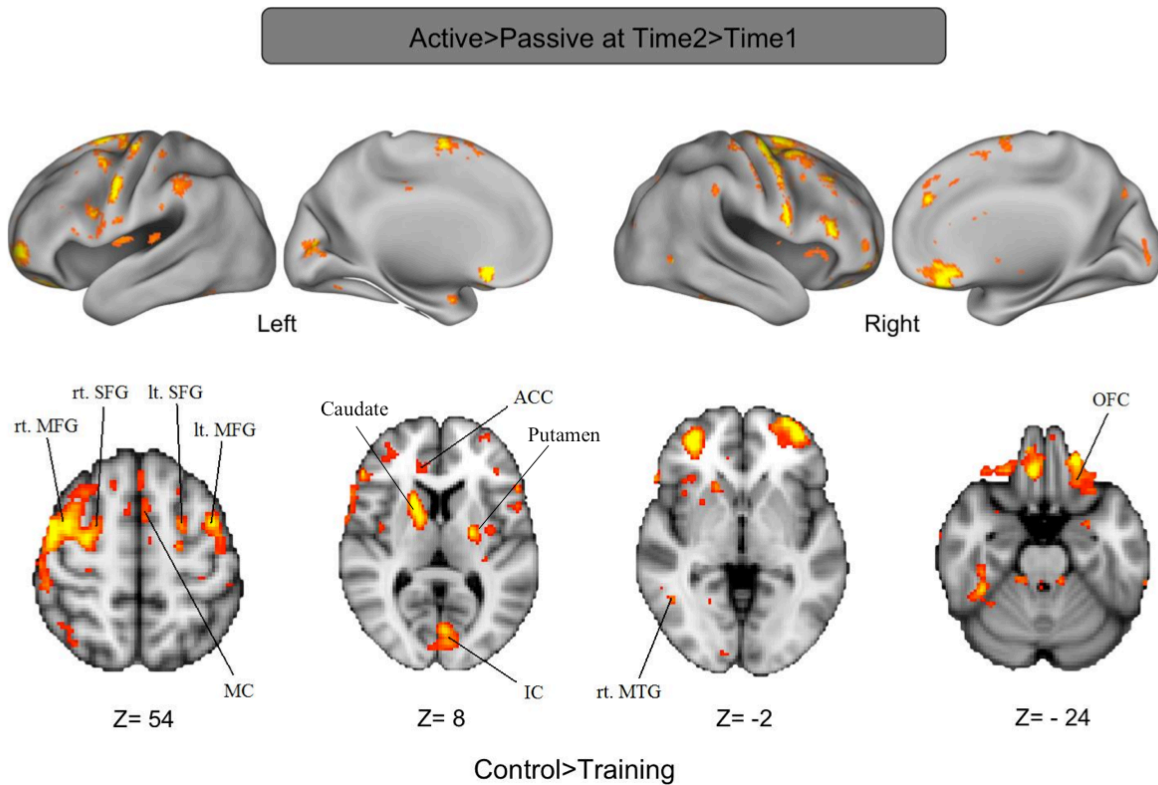 Active>Passive at Time2>Time1
Left
Right
rt. SFG
lt. SFG
rt. MFG
lt. MFG
MC
Caudate
ACC
Putamen
IC
rt. MTG
OFC
Z= 54
Z= 8
Z= -2
Z= - 24
Control>Training